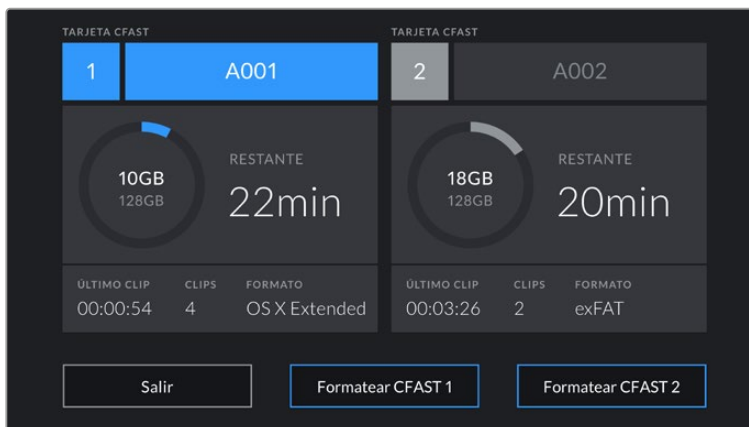 TARJETA CFAST
1 A001
10GB
128GB
RESTANTE
22min
ÚLTIMO CLIP CLIPS FORMATO
00:00:54 4 OS X Extended
TARJETA CFAST
2 A002
18GB
128GB
RESTANTE
20min
ÚLTIMO CLIP CLIPS FORMATO
00:03:26 2 exFAT
Salir
Formatear CFAST 1
Formatear CFAST 2